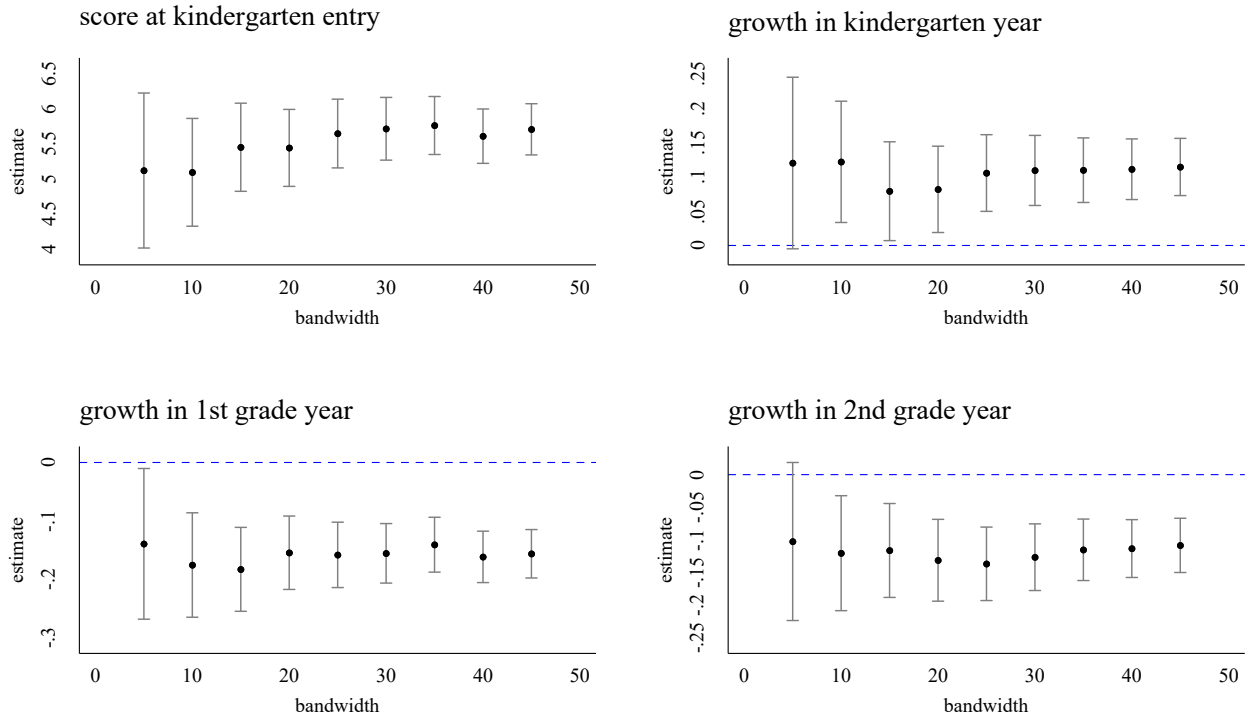 score at kindergarten entry
estimate
4 4.5 5 5.5 6 6.5
0 10 20 30 40 50
bandwidth
growth in kindergarten year
estimate
0 .05 .1 .15 .2 .25
0 10 20 30 40 50
bandwidth
growth in 1st grade year
estimate
-.3 -.2 -.1 0
0 10 20 30 40 50
bandwidth
growth in 2nd grade year
estimate
-.25 -.2 -.15 -.1 -.05 0
0 10 20 30 40 50
bandwidth